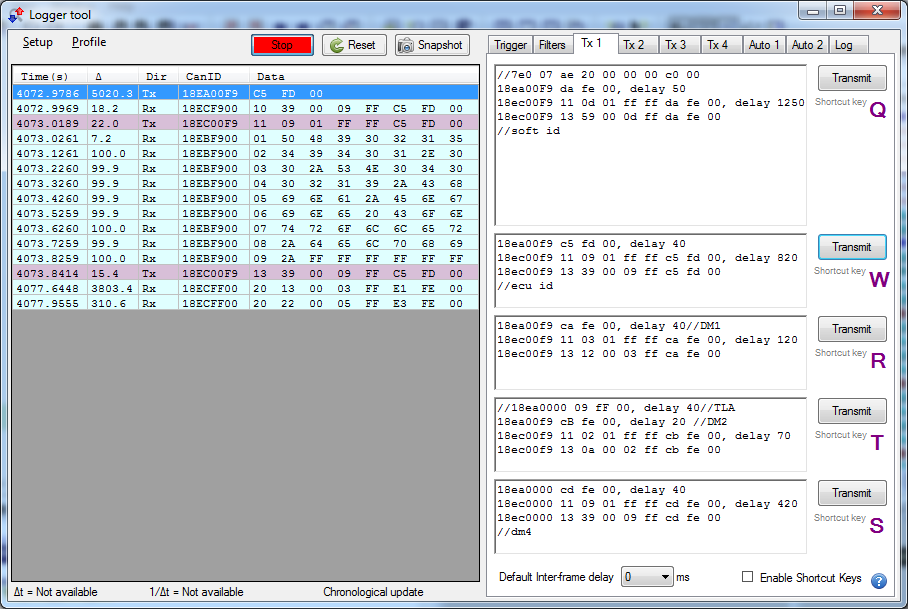 Logger tool
Setup Profile Stop Reset Snapshot
Time(s) Δ Dir CanID Data
4072.9786 5020.3 Tx 18EA00F9 C5 FD 00
4072.9969 18.2 Rx 18ECF900 10 39 00 09 FF C5 FD 00
4073.0189 22.0 Tx 18EC00F9 11 09 01 FF FF C5 FD 00
4073.0261 7.2 Rx 18EBF900 01 50 48 39 30 32 31 35
4073.1261 100.0 Rx 18EBF900 02 34 39 34 30 31 2E 30
4073.2260 99.9 Rx 18EBF900 03 30 2A 53 4E 30 34 30
4073.3260 99.9 Rx 18EBF900 04 30 32 31 39 2A 43 68
4073.4260 99.9 Rx 18EBF900 05 69 6E 61 2A 45 6E 67
4073.5259 99.9 Rx 18EBF900 06 69 6E 65 20 43 6F 6E
4073.6260 100.0 Rx 18EBF900 07 74 72 6F 6C 6C 65 72
4073.7259 99.9 Rx 18EBF900 08 2A 64 65 6C 70 68 69
4073.8259 100.0 Rx 18EBF900 09 2A FF FF FF FF FF FF
4073.8414 15.4 Tx 18EC00F9 13 39 00 09 FF C5 FD 00
4077.6448 3803.4 Rx 18ECFF00 20 13 00 03 FF E1 FE 00
4077.9555 310.6 Rx 18ECFF00 20 22 00 05 FF E3 FE 00
Δt = Not available 1/Δt = Not available Chronological update
Trigger Filters Tx 1 Tx 2 Tx 3 Tx 4 Auto 1 Auto 2 Log
//7e0 07 ae 20 00 00 00 c0 00
18ea00F9 da fe 00, delay 50
18ec00F9 11 0d 01 ff ff da fe 00, delay 1250
18ec00F9 13 59 00 0d ff da fe 00
//soft id
Transmit
Shortcut key Q
18ea00f9 c5 fd 00, delay 40
18ec00f9 11 09 01 ff ff c5 fd 00, delay 820
18ec00f9 13 39 00 09 ff c5 fd 00
//ecu id
Transmit
Shortcut key W
18ea00f9 ca fe 00, delay 40//DM1
18ec00f9 11 03 01 ff ff ca fe 00, delay 120
18ec00f9 13 12 00 03 ff ca fe 00
Transmit
Shortcut key R
//18ea0000 09 fF 00, delay 40//TLA
18ea00f9 cB fe 00, delay 20 //DM2
18ec00f9 11 02 01 ff ff cb fe 00, delay 70
18ec00f9 13 0a 00 02 ff cb fe 00
Transmit
Shortcut key T
18ea0000 cd fe 00, delay 40
18ec0000 11 09 01 ff ff cd fe 00, delay 420
18ec0000 13 39 00 09 ff cd fe 00
//dm4
Transmit
Shortcut key S
Default Inter-frame delay 0 ms Enable Shortcut Keys ?